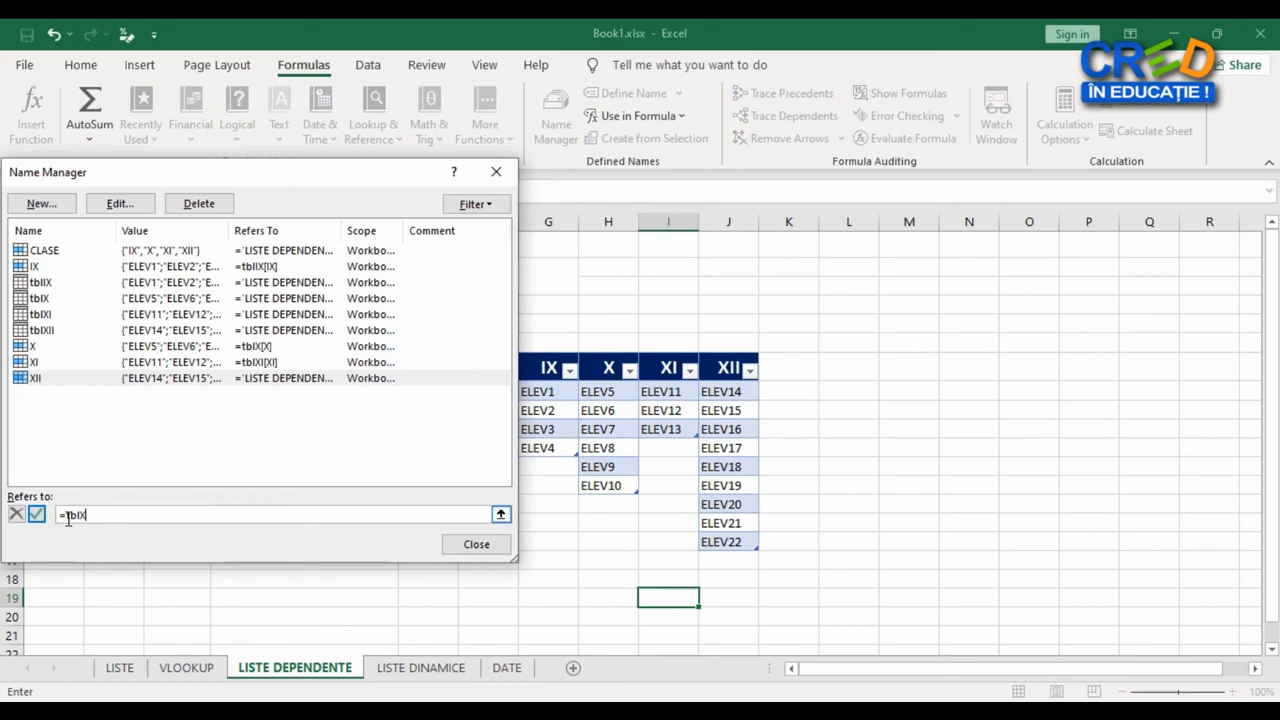 Book1.xlsx - Excel
Sign in
File Home Insert Page Layout Formulas Data Review View Help Tell me what you want to do Share
CRED
ÎN EDUCAȚIE !
Insert Function
AutoSum
Recently Used
Financial
Logical
Text
Date & Time
Lookup & Reference
Math & Trig
More Functions
Name Manager
Define Name
Use in Formula
Create from Selection
Defined Names
Trace Precedents
Trace Dependents
Remove Arrows
Show Formulas
Error Checking
Evaluate Formula
Formula Auditing
Watch Window
Calculation Options
Calculate Sheet
Calculation
Name Manager
?
New... Edit... Delete Filter
Name Value Refers To Scope Comment
CLASE {"IX","X","XI","XII"} =`LISTE DEPENDEN... Workbo...
IX {"ELEV1";"ELEV2";"E... =tblIX[IX] Workbo...
tblIX {"ELEV1";"ELEV2";"E... =`LISTE DEPENDEN... Workbo...
tblX {"ELEV5";"ELEV6";"E... =`LISTE DEPENDEN... Workbo...
tblXI {"ELEV11";"ELEV12";... =`LISTE DEPENDEN... Workbo...
tblXII {"ELEV14";"ELEV15";... =`LISTE DEPENDEN... Workbo...
X {"ELEV5";"ELEV6";"E... =tblX[X] Workbo...
XI {"ELEV11";"ELEV12";... =tblXI[XI] Workbo...
XII {"ELEV14";"ELEV15";... =`LISTE DEPENDEN... Workbo...
Refers to:
=tblX
Close
G H I J K L M N O P Q R
IX X XI XII
ELEV1 ELEV5 ELEV11 ELEV14
ELEV2 ELEV6 ELEV12 ELEV15
ELEV3 ELEV7 ELEV13 ELEV16
ELEV4 ELEV8 ELEV17
ELEV9 ELEV18
ELEV10 ELEV19
ELEV20
ELEV21
ELEV22
18
19
20
21
LISTE VLOOKUP LISTE DEPENDENTE LISTE DINAMICE DATE
Enter
100%